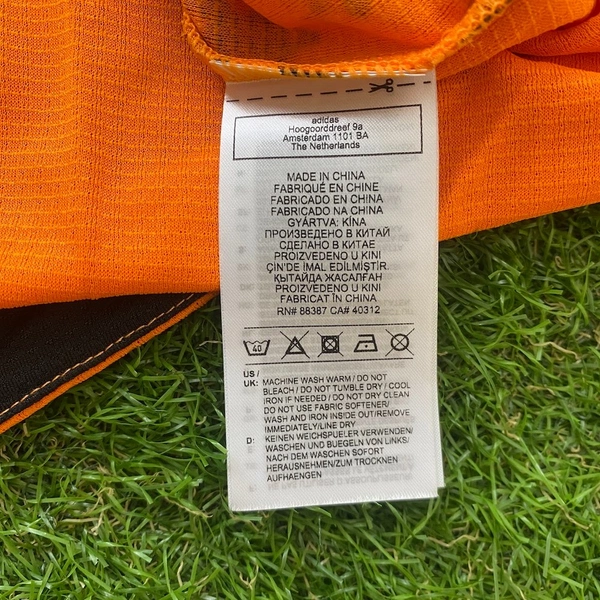 adidas
Hoogoorddreef 9a
Amsterdam 1101 BA
The Netherlands
MADE IN CHINA
FABRIQUÉ EN CHINE
FABRICADO EN CHINA
FABRICADO NA CHINA
GYÁRTVA: KÍNA
ПРОИЗВЕДЕНО В КИТАЙ
СДЕЛАНО В КИТАЕ
PROIZVEDENO U KINI
ÇİN'DE İMAL EDİLMİŞTİR.
ҚЫТАЙДА ЖАСАЛҒАН
PROIZVEDENO U KINI
FABRICAT ÎN CHINA
RN# 88387 CA# 40312
40
US /
UK: MACHINE WASH WARM / DO NOT
BLEACH / DO NOT TUMBLE DRY / COOL
IRON IF NEEDED / DO NOT DRY CLEAN
DO NOT USE FABRIC SOFTENER/
WASH AND IRON INSIDE OUT/REMOVE
IMMEDIATELY/LINE DRY
D: KEINEN WEICHSPUELER VERWENDEN/
WASCHEN UND BUEGELN VON LINKS/
NACH DEM WASCHEN SOFORT
HERAUSNEHMEN/ZUM TROCKNEN
AUFHAENGEN